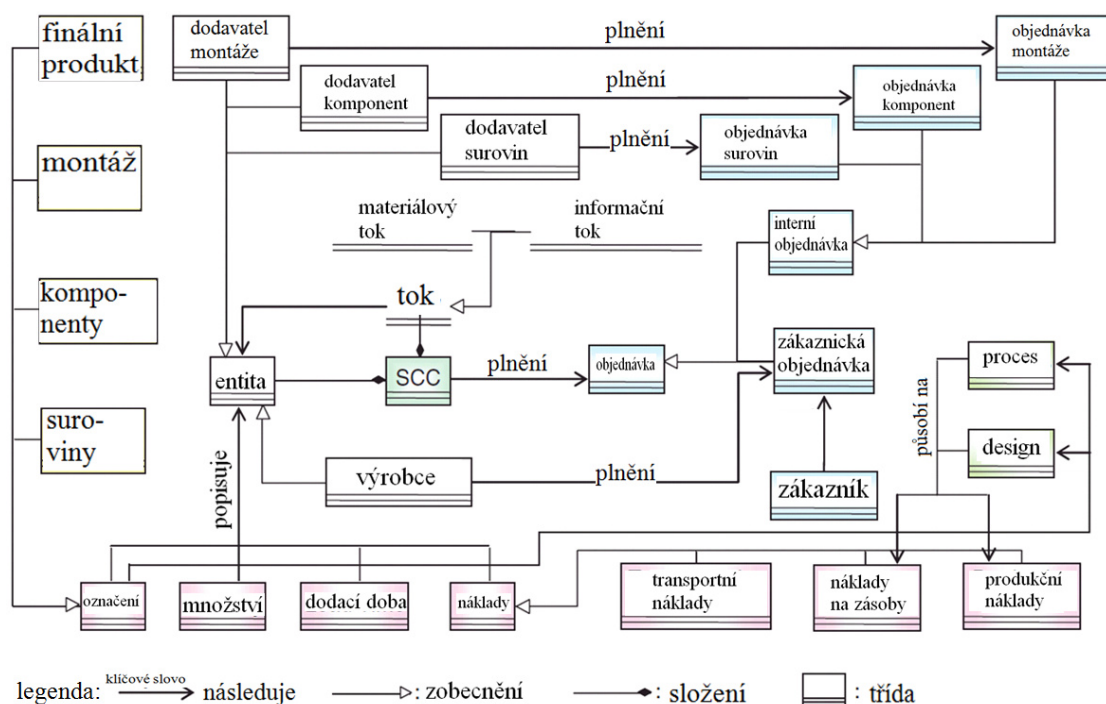 finální
produkt
dodavatel
montáže
plnění
objednávka
montáže
dodavatel
komponent
plnění
objednávka
komponent
dodavatel
surovin
plnění
objednávka
surovin
montáž
materiálový
tok
informační
tok
interní
objednávka
kompo-
nenty
tok
entita
SCC
plnění
objednávka
zákaznická
objednávka
proces
působí na
suro-
viny
design
výrobce
plnění
zákazník
popisuje
označení
množství
dodací doba
náklady
transportní
náklady
náklady
na zásoby
produkční
náklady
legenda: klíčové slovo následuje : zobecnění : složení : třída